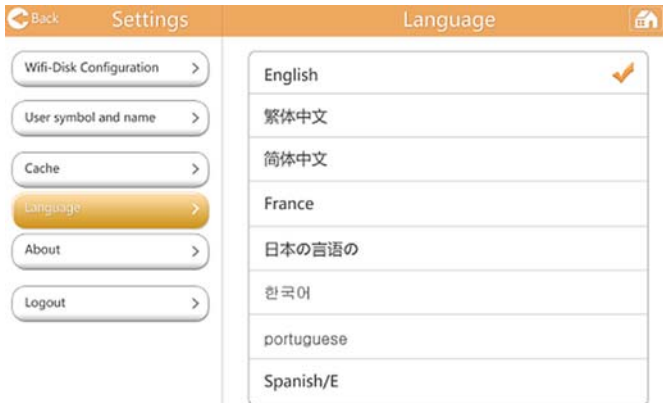 Back
Settings
Language
Wifi-Disk Configuration
User symbol and name
Cache
Language
About
Logout
English
繁体中文
简体中文
France
日本の言语の
한국어
portuguese
Spanish/E